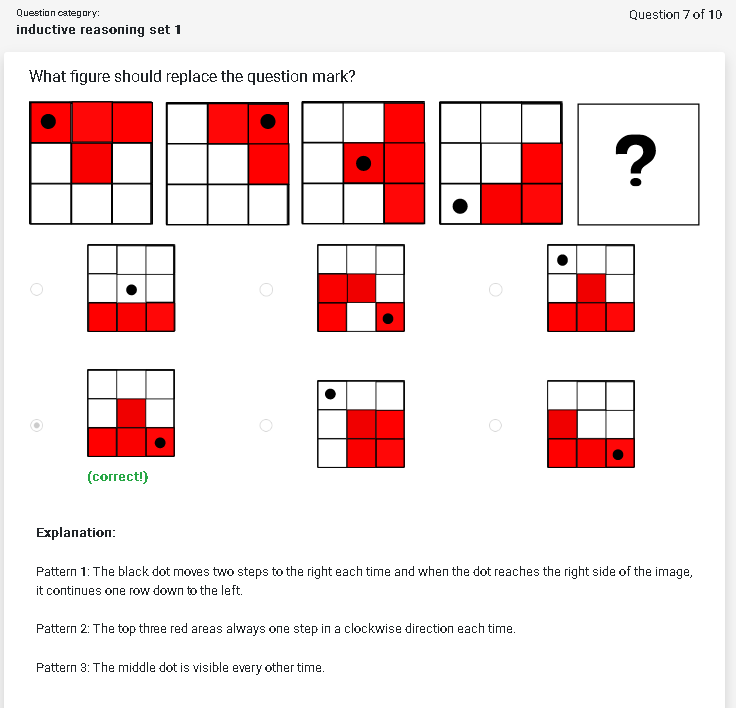 Question category:
inductive reasoning set 1
Question 7 of 10
What figure should replace the question mark?
?
(correct!)
Explanation:
Pattern 1: The black dot moves two steps to the right each time and when the dot reaches the right side of the image,
it continues one row down to the left.
Pattern 2: The top three red areas always one step in a clockwise direction each time.
Pattern 3: The middle dot is visible every other time.